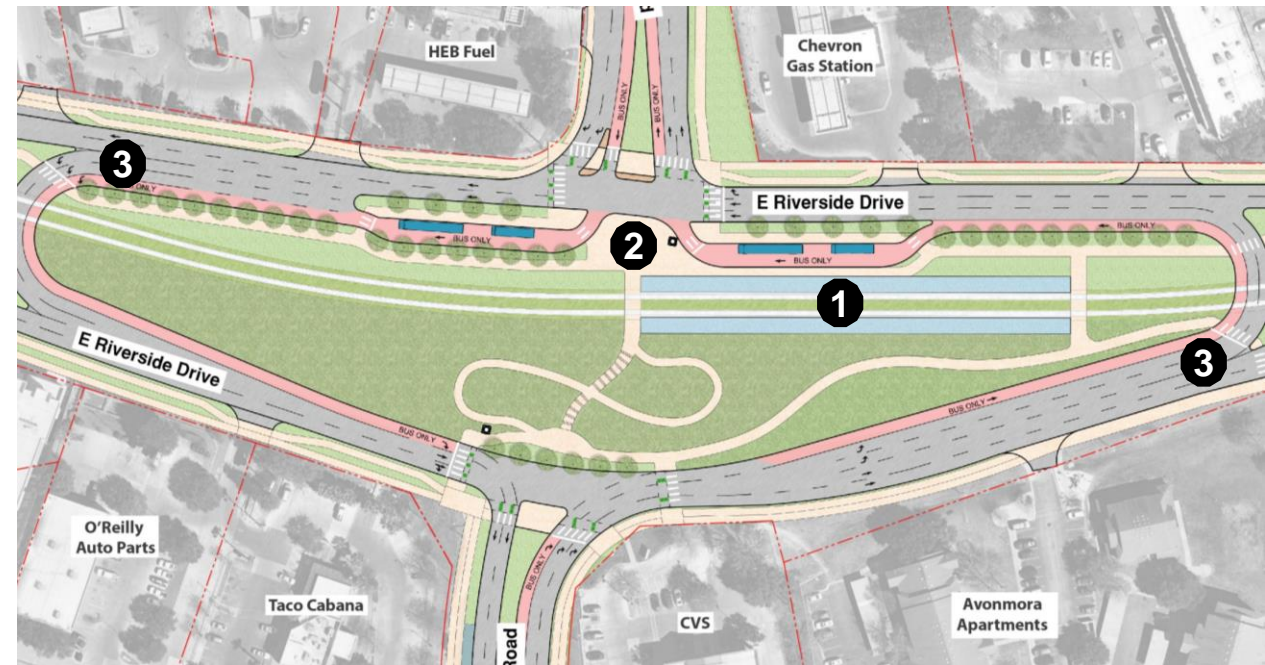 HEB Fuel
Chevron
Gas Station
BUS ONLY
BUS ONLY
3
E Riverside Drive
2
BUS ONLY
BUS ONLY
BUS ONLY
1
E Riverside Drive
3
BUS ONLY
BUS ONLY
O'Reilly
Auto Parts
BUS ONLY
Taco Cabana
CVS
Avonmora
Apartments
Road